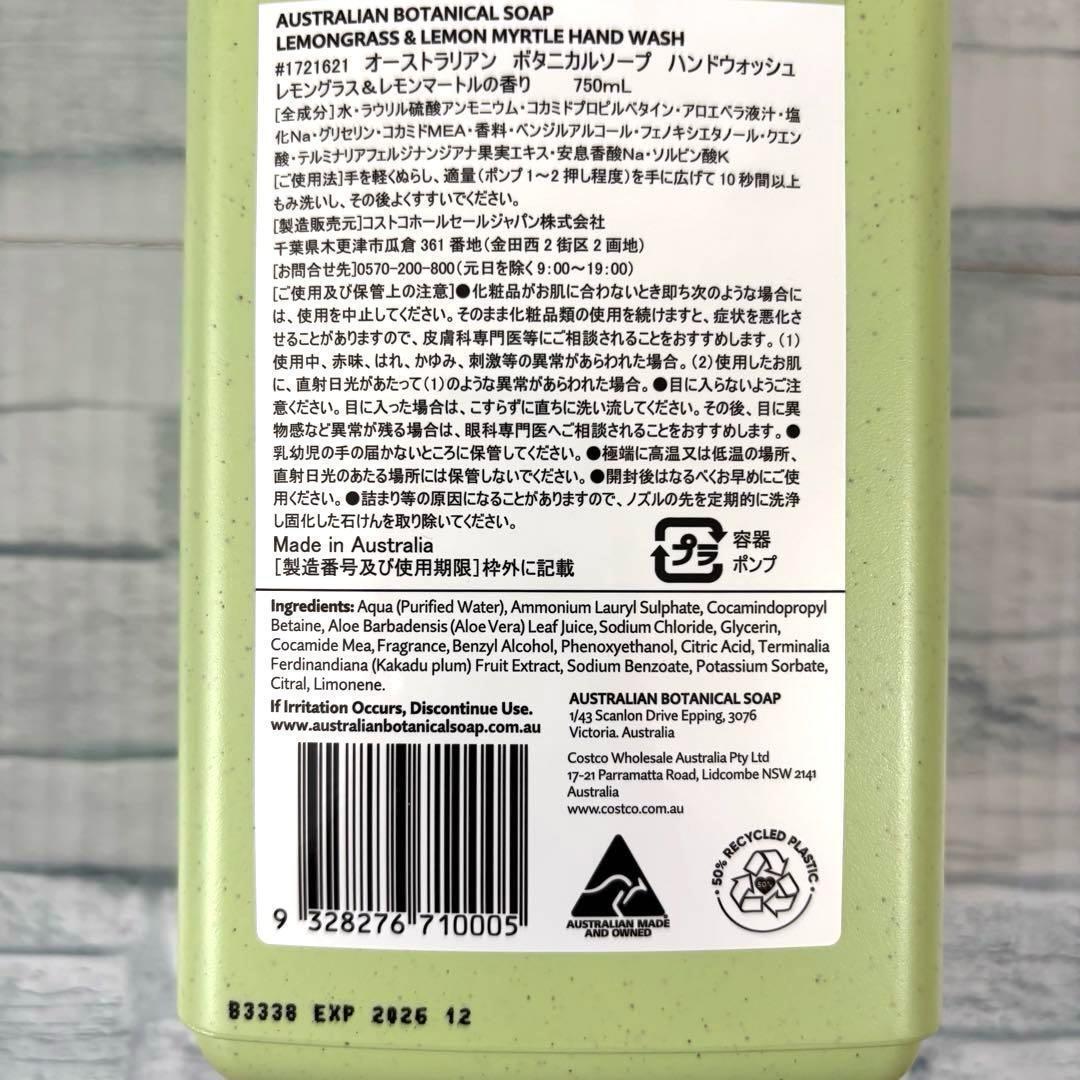 AUSTRALIAN BOTANICAL SOAP
LEMONGRASS & LEMON MYRTLE HAND WASH
#1721621 オーストラリアン ボタニカルソープ ハンドウォッシュ
レモングラス&レモンマートルの香り 750mL
[全成分]水・ラウリル硫酸アンモニウム・コカミドプロピルベタイン・アロエベラ液汁・塩
化Na・グリセリン・コカミドMEA・香料・ベンジルアルコール・フェノキシエタノール・クエン
酸・テルミナリアフェルジナンジアナ果実エキス・安息香酸Na・ソルビン酸K
[ご使用法]手を軽くぬらし、適量(ポンプ1~2押し程度)を手に広げて10秒間以上
もみ洗いし、その後よくすすいでください。
[製造販売元]コストコホールセールジャパン株式会社
千葉県木更津市瓜倉361番地(金田西2街区2画地)
[お問合せ先]0570-200-800(元日を除く9:00~19:00)
[ご使用及び保管上の注意]●化粧品がお肌に合わないとき即ち次のような場合に
は、使用を中止してください。そのまま化粧品類の使用を続けますと、症状を悪化さ
せることがありますので、皮膚科専門医等にご相談されることをおすすめします。(1)
使用中、赤味、はれ、かゆみ、刺激等の異常があらわれた場合。(2)使用したお肌
に、直射日光があたって(1)のような異常があらわれた場合。●目に入らないようご注
意ください。目に入った場合は、こすらずに直ちに洗い流してください。その後、目に異
物感など異常が残る場合は、眼科専門医へご相談されることをおすすめします。●
乳幼児の手の届かないところに保管してください。●極端に高温又は低温の場所、
直射日光のあたる場所には保管しないでください。●開封後はなるべくお早めにご使
用ください。●詰まり等の原因になることがありますので、ノズルの先を定期的に洗浄
し固化した石けんを取り除いてください。
Made in Australia
[製造番号及び使用期限]枠外に記載
プラ
容器
ポンプ
Ingredients: Aqua (Purified Water), Ammonium Lauryl Sulphate, Cocamindopropyl
Betaine, Aloe Barbadensis (Aloe Vera) Leaf Juice, Sodium Chloride, Glycerin,
Cocamide Mea, Fragrance, Benzyl Alcohol, Phenoxyethanol, Citric Acid, Terminalia
Ferdinandiana (Kakadu plum) Fruit Extract, Sodium Benzoate, Potassium Sorbate,
Citral, Limonene.
If Irritation Occurs, Discontinue Use.
www.australianbotanicalsoap.com.au
AUSTRALIAN BOTANICAL SOAP
1/43 Scanlon Drive Epping, 3076
Victoria. Australia
Costco Wholesale Australia Pty Ltd
17-21 Parramatta Road, Lidcombe NSW 2141
Australia
www.costco.com.au
9 328276 710005
AUSTRALIAN MADE
AND OWNED
• 50% RECYCLED PLASTIC •
50%
B3338 EXP 2026 12